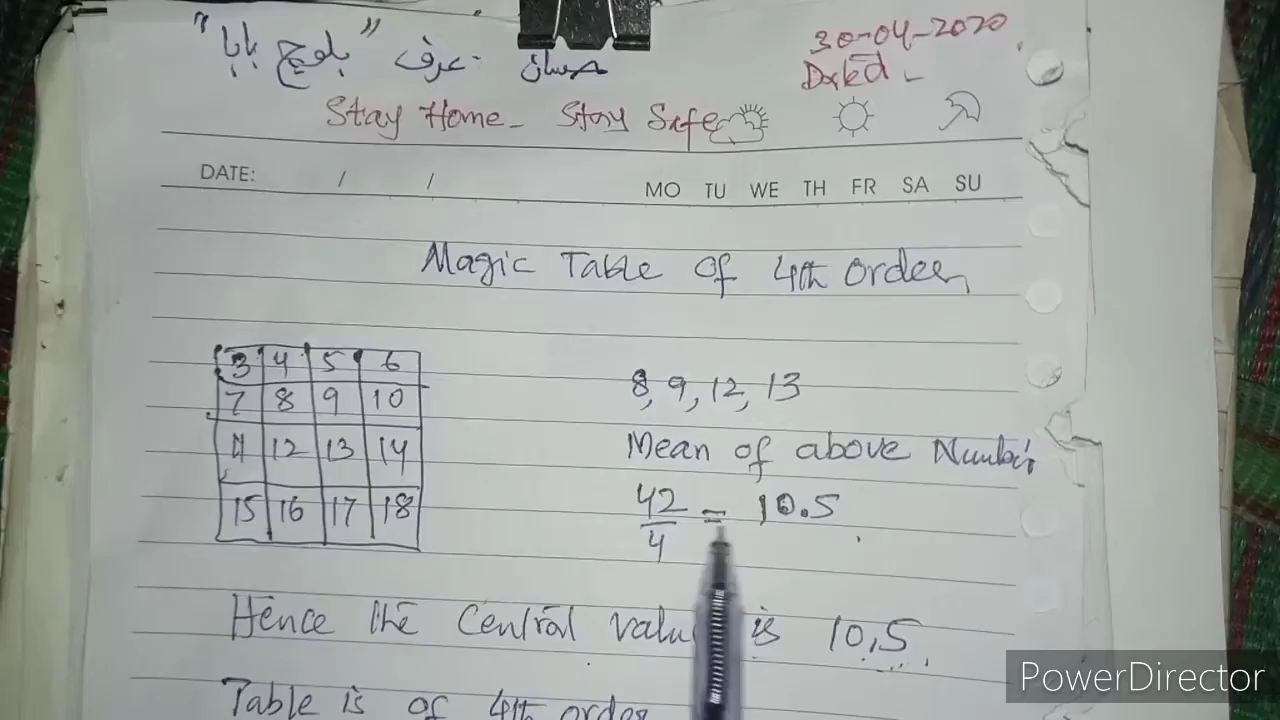 عرف "بلوچ بابا"
30-04-2020
Dated -
Stay Home - Stay Safe
DATE: / /
MO TU WE TH FR SA SU
Magic Table of 4th order
3 4 5 6
7 8 9 10
11 12 13 14
15 16 17 18
8, 9, 12, 13
Mean of above Number
42
4
= 10.5
Hence the Central value is 10.5
Table is of 4th order
PowerDirector